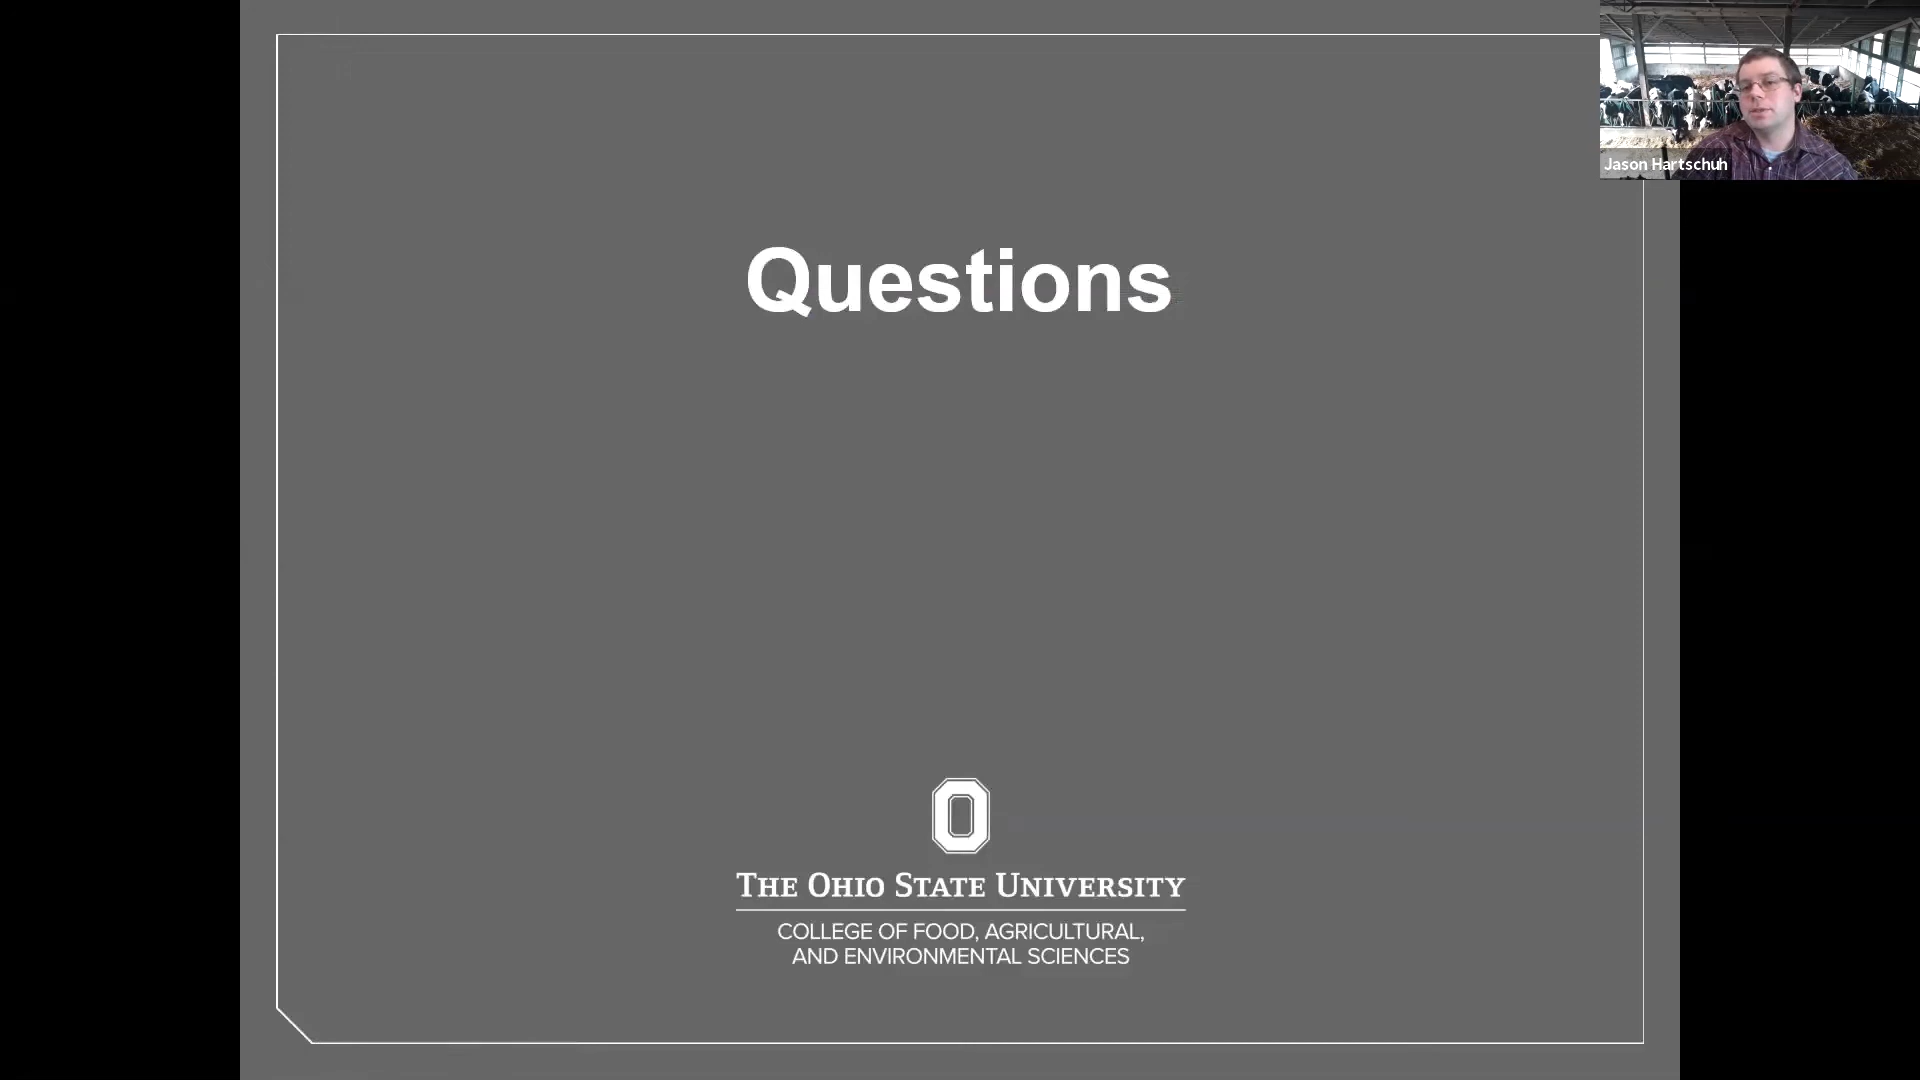 Jason Hartschuh
Questions
THE OHIO STATE UNIVERSITY
COLLEGE OF FOOD, AGRICULTURAL,
AND ENVIRONMENTAL SCIENCES